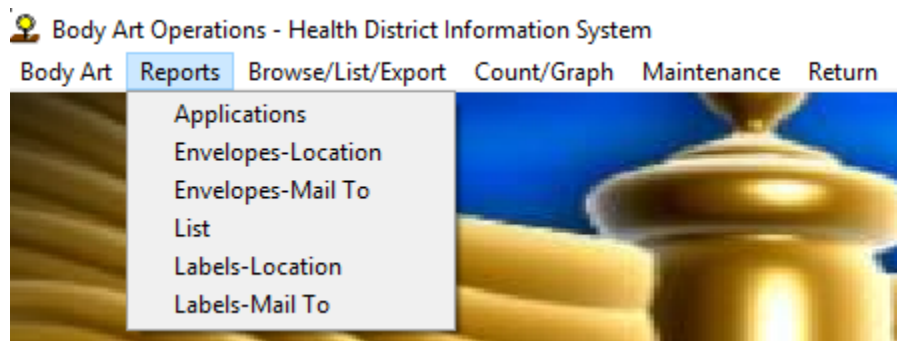 Body Art Operations - Health District Information System
Body Art Reports Browse/List/Export Count/Graph Maintenance Return
Applications
Envelopes-Location
Envelopes-Mail To
List
Labels-Location
Labels-Mail To